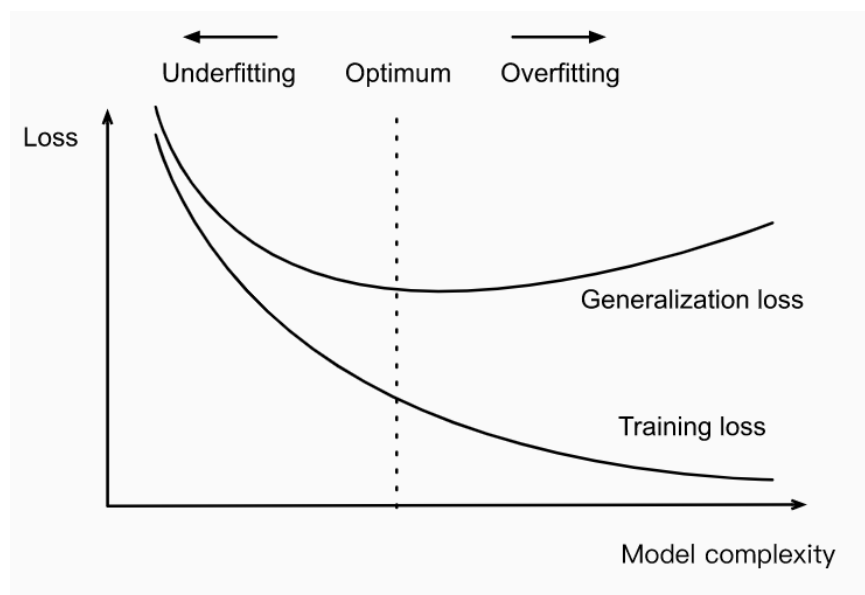 Underfitting Optimum Overfitting
Loss
Generalization loss
Training loss
Model complexity